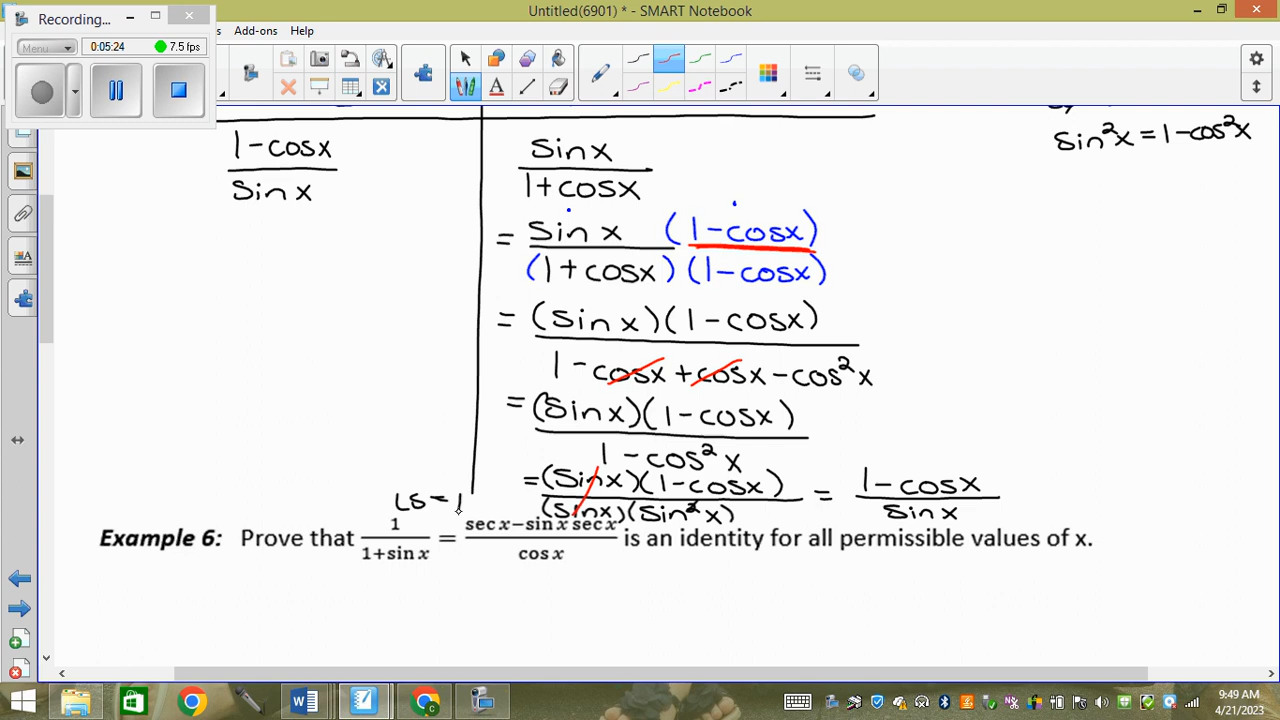 Recording...
Untitled(6901) * - SMART Notebook
Menu
0:05:24
7.5 fps
Add-ons
Help
sin²x = 1-cos²x
1-cosx
sin x
sin x
1+cosx
= sin x (1-cosx)
(1+cosx) (1-cosx)
= (sin x)(1-cosx)
1-cosx+cosx-cos²x
= (sin x)(1-cosx)
1-cos²x
= (sin x)(1-cosx) = 1-cosx
(sin x)(sin²x) sin x
LS = 1
Example 6: Prove that 1/(1+sin x) = (sec x−sin x sec x)/(cos x) is an identity for all permissible values of x.
9:49 AM
4/21/2023